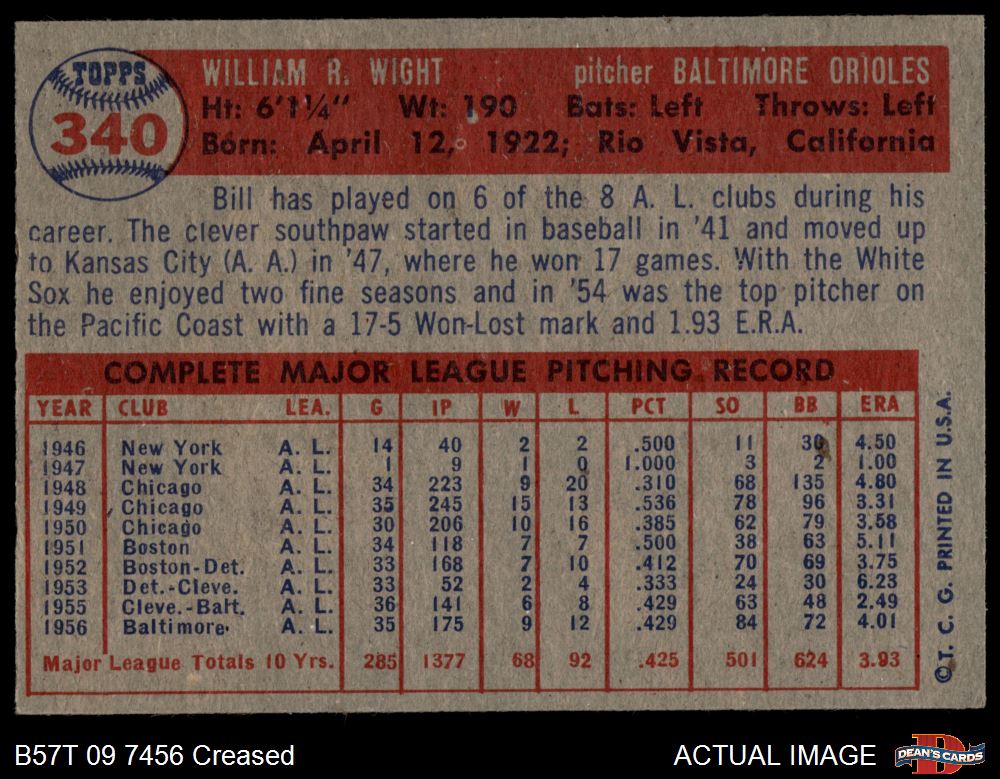 TOPPS
340
WILLIAM R. WIGHT pitcher BALTIMORE ORIOLES
Ht: 6'1¼" Wt: 190 Bats: Left Throws: Left
Born: April 12, 1922; Rio Vista, California
Bill has played on 6 of the 8 A. L. clubs during his
career. The clever southpaw started in baseball in '41 and moved up
to Kansas City (A. A.) in '47, where he won 17 games. With the White
Sox he enjoyed two fine seasons and in '54 was the top pitcher on
the Pacific Coast with a 17-5 Won-Lost mark and 1.93 E.R.A.
COMPLETE MAJOR LEAGUE PITCHING RECORD
YEAR CLUB LEA. G IP W L PCT SO BB ERA
1946 New York A. L. 14 40 2 2 .500 11 30 4.50
1947 New York A. L. 1 9 1 0 1.000 3 2 1.00
1948 Chicago A. L. 34 223 9 20 .310 68 135 4.80
1949 Chicago A. L. 35 245 15 13 .536 78 96 3.31
1950 Chicago A. L. 30 206 10 16 .385 62 79 3.58
1951 Boston A. L. 34 118 7 7 .500 38 63 5.11
1952 Boston-Det. A. L. 33 168 7 10 .412 70 69 3.75
1953 Det.-Cleve. A. L. 33 52 2 4 .333 24 30 6.23
1955 Cleve.-Balt. A. L. 36 141 6 8 .429 63 48 2.49
1956 Baltimore A. L. 35 175 9 12 .429 84 72 4.01
Major League Totals 10 Yrs. 285 1377 68 92 .425 501 624 3.93
©T. C. G. PRINTED IN U.S.A.
B57T 09 7456 Creased ACTUAL IMAGE
DEAN'S CARDS